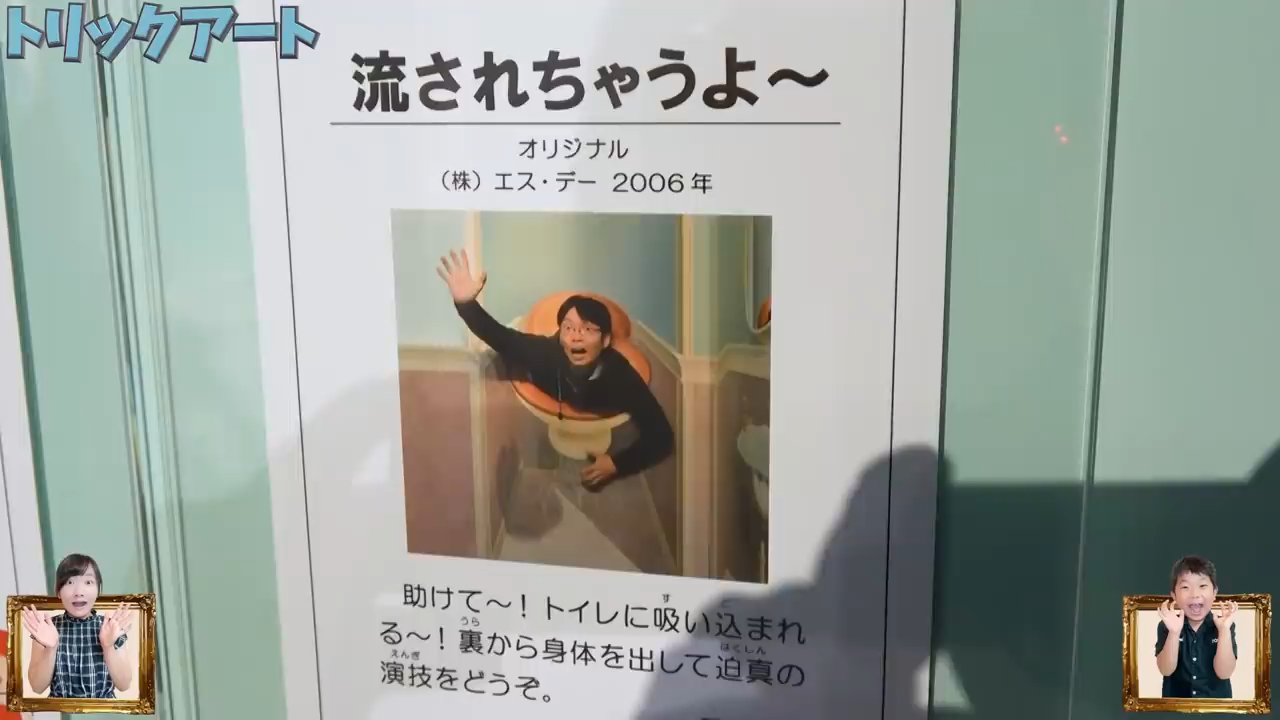 トリックアート
流されちゃうよ～
オリジナル
（株）エス・デー 2006年
助けて～！トイレに吸い込まれ
る～！裏から身体を出して迫真の
演技をどうぞ。